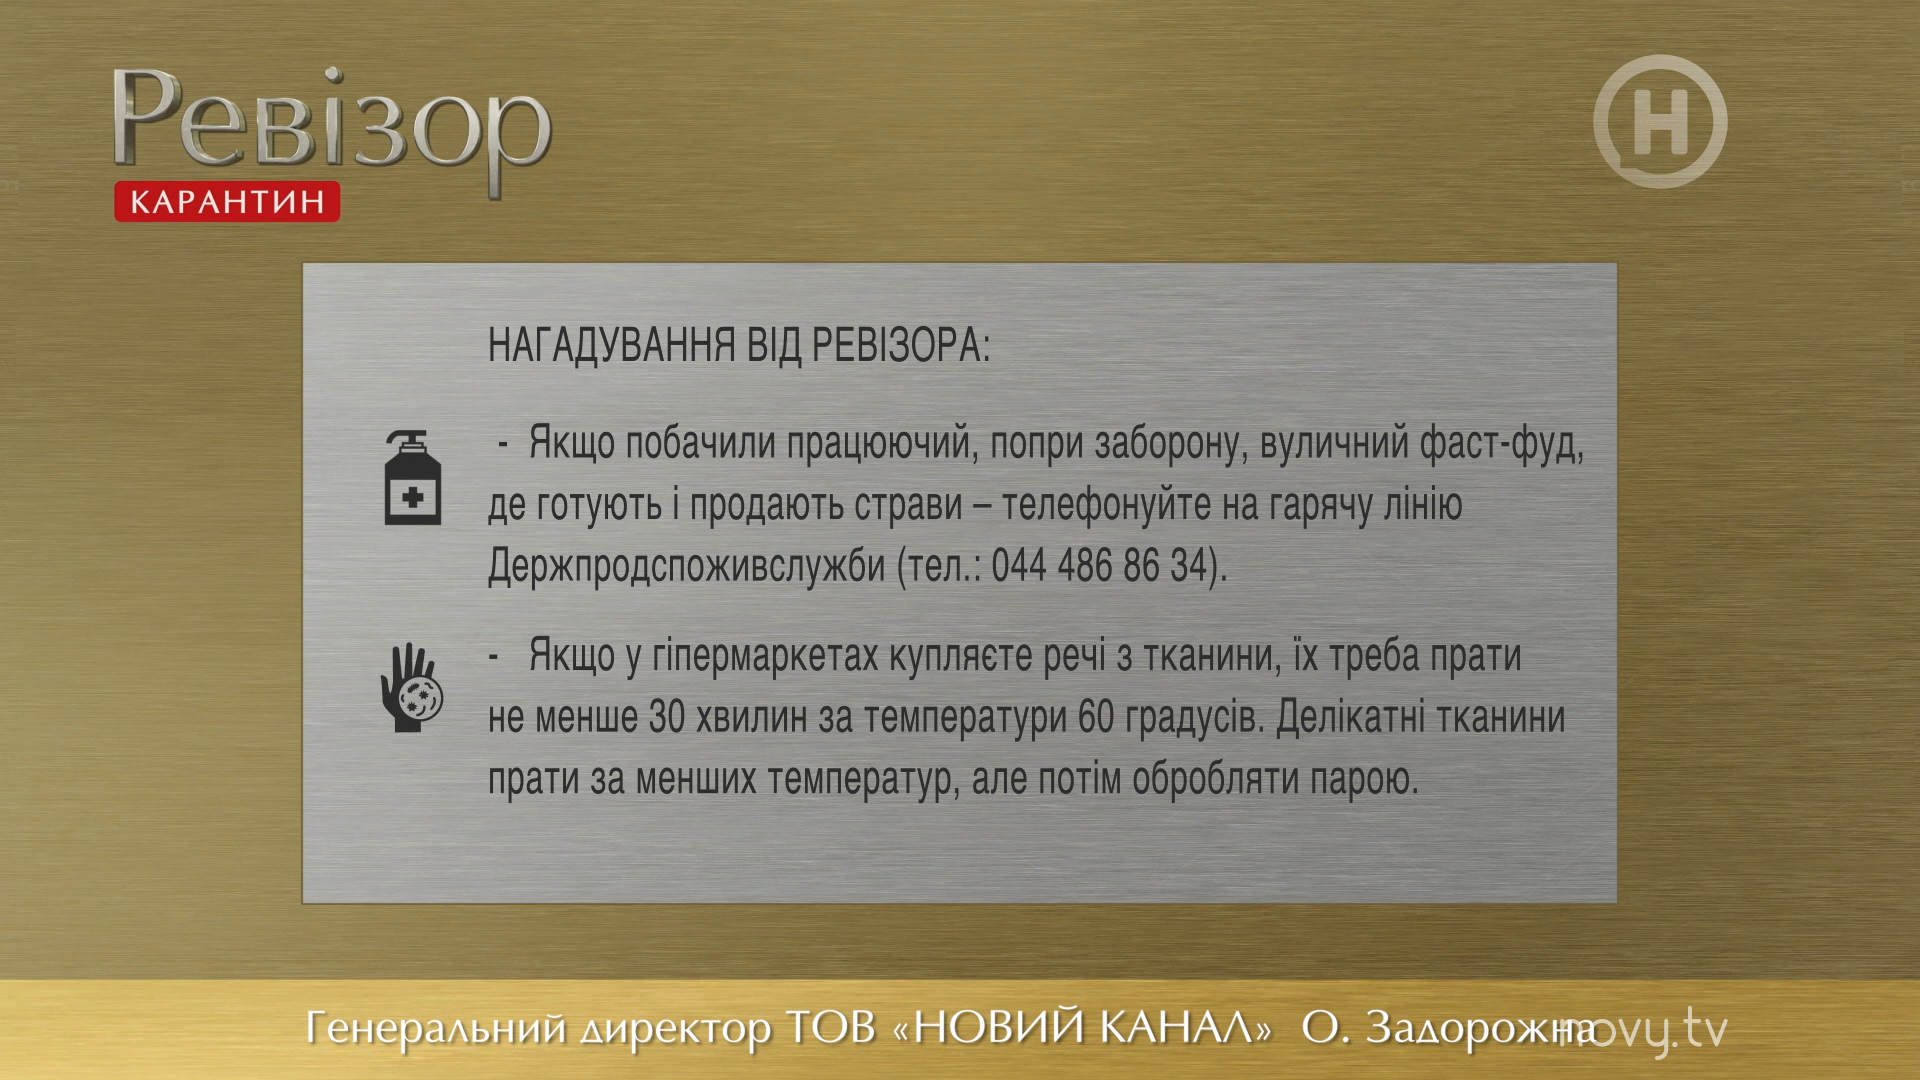 Ревізор
КАРАНТИН
Н
НАГАДУВАННЯ ВІД РЕВІЗОРА:
- Якщо побачили працюючий, попри заборону, вуличний фаст-фуд,
де готують і продають страви – телефонуйте на гарячу лінію
Держпродспоживслужби (тел.: 044 486 86 34).
- Якщо у гіпермаркетах купляєте речі з тканини, їх треба прати
не менше 30 хвилин за температури 60 градусів. Делікатні тканини
прати за менших температур, але потім обробляти парою.
Генеральний директор ТОВ «НОВИЙ КАНАЛ» О. Задорожна
novy.tv